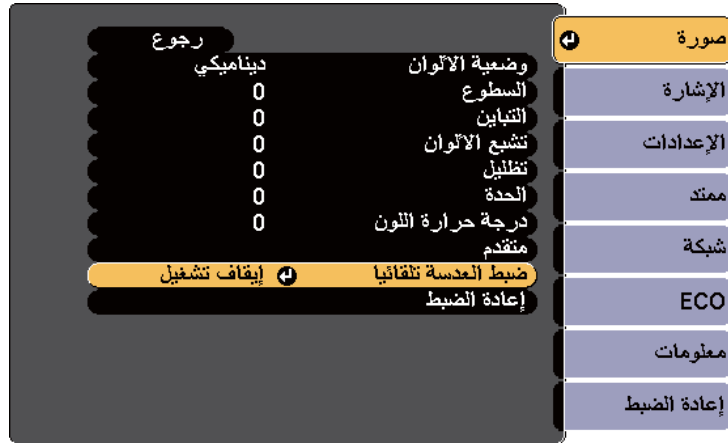 صورة
الإشارة
الإعدادات
ممتد
شبكة
ECO
معلومات
إعادة الضبط
رجوع
وضعية الألوان ديناميكي
السطوع 0
التباين 0
تشبع الألوان 0
تظليل 0
الحدة 0
درجة حرارة اللون 0
متقدم
ضبط العدسة تلقائيا إيقاف تشغيل
إعادة الضبط